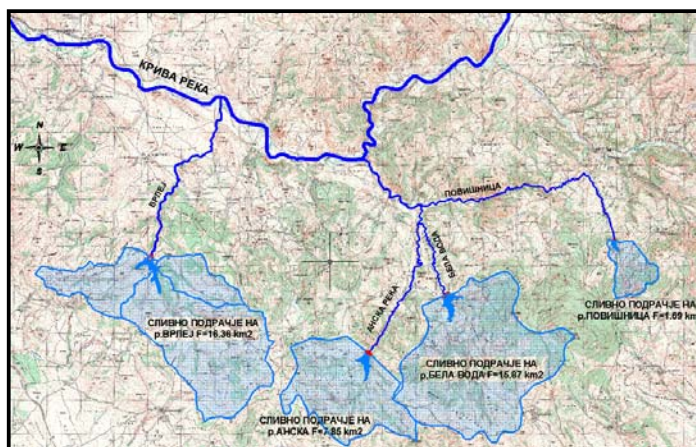 КРИВА РЕКА
N
W E
S
ВРЛЕЈ
ПОВИШНИЦА
БЕЛА ВОДА
АНСКА РЕКА
СЛИВНО ПОДРАЧЈЕ НА
р.ПОВИШНИЦА F=1.69 km
СЛИВНО ПОДРАЧЈЕ НА
р.ВРЛЕЈ F=16.36 km2
СЛИВНО ПОДРАЧЈЕ НА
р.БЕЛА ВОДА F=15.87 km2
СЛИВНО ПОДРАЧЈЕ НА
р.АНСКА F=7.85 km2